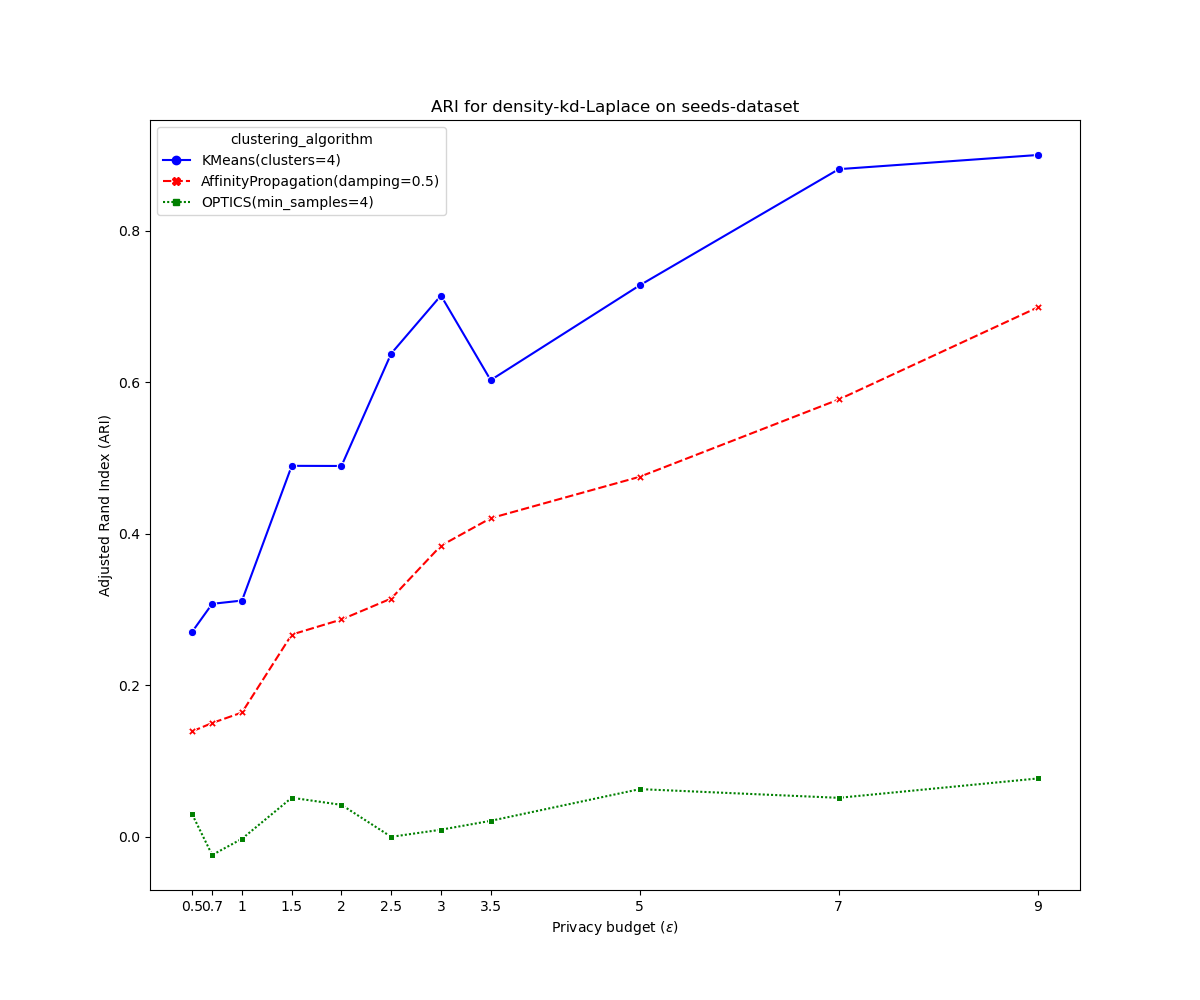 ARI for density-kd-Laplace on seeds-dataset
clustering_algorithm
KMeans(clusters=4)
AffinityPropagation(damping=0.5)
OPTICS(min_samples=4)
Adjusted Rand Index (ARI)
0.8
0.6
0.4
0.2
0.0
0.5 0.7 1 1.5 2 2.5 3 3.5 5 7 9
Privacy budget (ε)